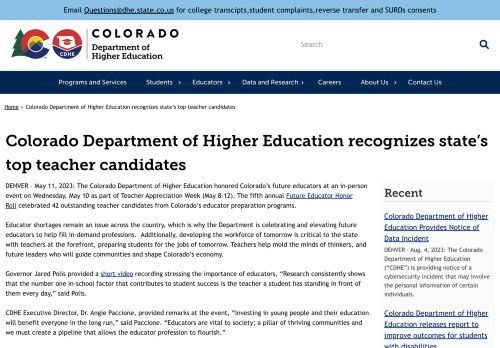 Email Questions@dhe.state.co.us for college transcipts,student complaints,reverse transfer and SURDs consents
COLORADO
Department of
Higher Education
CDHE
Search
Programs and Services
Students
Educators
Data and Research
Careers
About Us
Contact Us
Home > Colorado Department of Higher Education recognizes state’s top teacher candidates
Colorado Department of Higher Education recognizes state’s
top teacher candidates
DENVER – May 11, 2023: The Colorado Department of Higher Education honored Colorado’s future educators at an in-person
event on Wednesday, May 10 as part of Teacher Appreciation Week (May 8-12). The fifth annual Future Educator Honor
Roll celebrated 42 outstanding teacher candidates from Colorado’s educator preparation programs.
Educator shortages remain an issue across the country, which is why the Department is celebrating and elevating future
educators to help fill in-demand professions.  Additionally, developing the workforce of tomorrow is critical to the state
with teachers at the forefront, preparing students for the jobs of tomorrow. Teachers help mold the minds of thinkers, and
future leaders who will guide communities and shape Colorado’s economy.
Governor Jared Polis provided a short video recording stressing the importance of educators, “Research consistently shows
that the number one in-school factor that contributes to student success is the teacher a student has standing in front of
them every day,” said Polis.
CDHE Executive Director, Dr. Angie Paccione, provided remarks at the event, “Investing in young people and their education
will benefit everyone in the long run,” said Paccione. “Educators are vital to society; a pillar of thriving communities and
we must create a pipeline that allows the educator profession to flourish.”
Recent
Colorado Department of Higher
Education Provides Notice of
Data Incident
DENVER – Aug. 4, 2023: The Colorado
Department of Higher Education
(“CDHE”) is providing notice of a
cybersecurity incident that may involve
the personal information of certain
individuals.
Colorado Department of Higher
Education releases report to
improve outcomes for students
with disabilities